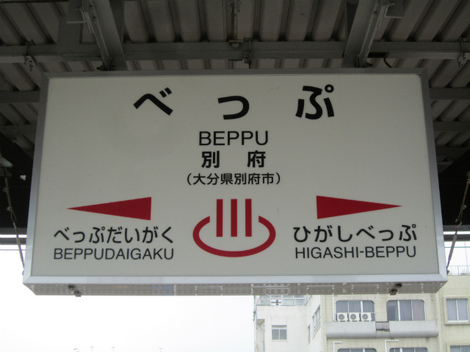 べっぷ
BEPPU
別府
（大分県別府市）
べっぷだいがく
BEPPUDAIGAKU
ひがしべっぷ
HIGASHI-BEPPU